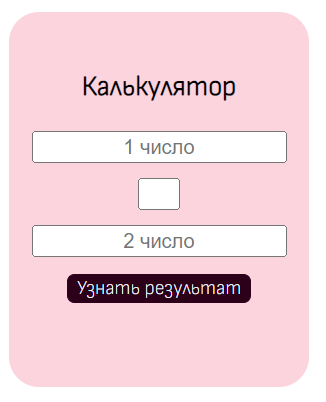 Калькулятор
1 число
2 число
Узнать результат